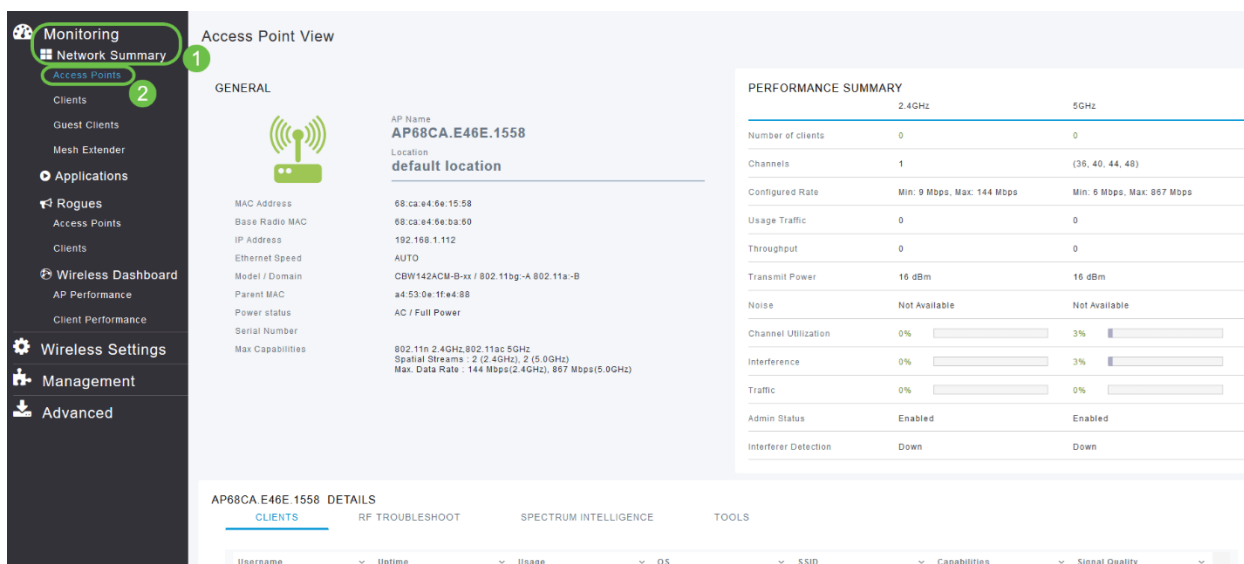 Monitoring
Network Summary
1
Access Points
2
Clients
Guest Clients
Mesh Extender
Applications
Rogues
Access Points
Clients
Wireless Dashboard
AP Performance
Client Performance
Wireless Settings
Management
Advanced
Access Point View
GENERAL
AP Name
AP68CA.E46E.1558
Location
default location
MAC Address 68:ca:e4:6e:15:58
Base Radio MAC 68:ca:e4:6e:ba:60
IP Address 192.168.1.112
Ethernet Speed AUTO
Model / Domain CBW142ACM-B-xx / 802.11bg:-A 802.11a:-B
Parent MAC a4:53:0e:1f:e4:88
Power status AC / Full Power
Serial Number
Max Capabilities 802.11n 2.4GHz,802.11ac 5GHz
Spatial Streams : 2 (2.4GHz), 2 (5.0GHz)
Max. Data Rate : 144 Mbps(2.4GHz), 867 Mbps(5.0GHz)
PERFORMANCE SUMMARY
2.4GHz 5GHz
Number of clients 0 0
Channels 1 (36, 40, 44, 48)
Configured Rate Min: 9 Mbps, Max: 144 Mbps Min: 6 Mbps, Max: 867 Mbps
Usage Traffic 0 0
Throughput 0 0
Transmit Power 16 dBm 16 dBm
Noise Not Available Not Available
Channel Utilization 0% 3%
Interference 0% 3%
Traffic 0% 0%
Admin Status Enabled Enabled
Interferer Detection Down Down
AP68CA.E46E.1558 DETAILS
CLIENTS RF TROUBLESHOOT SPECTRUM INTELLIGENCE TOOLS
Username Uptime Usage OS SSID Capabilities Signal Quality